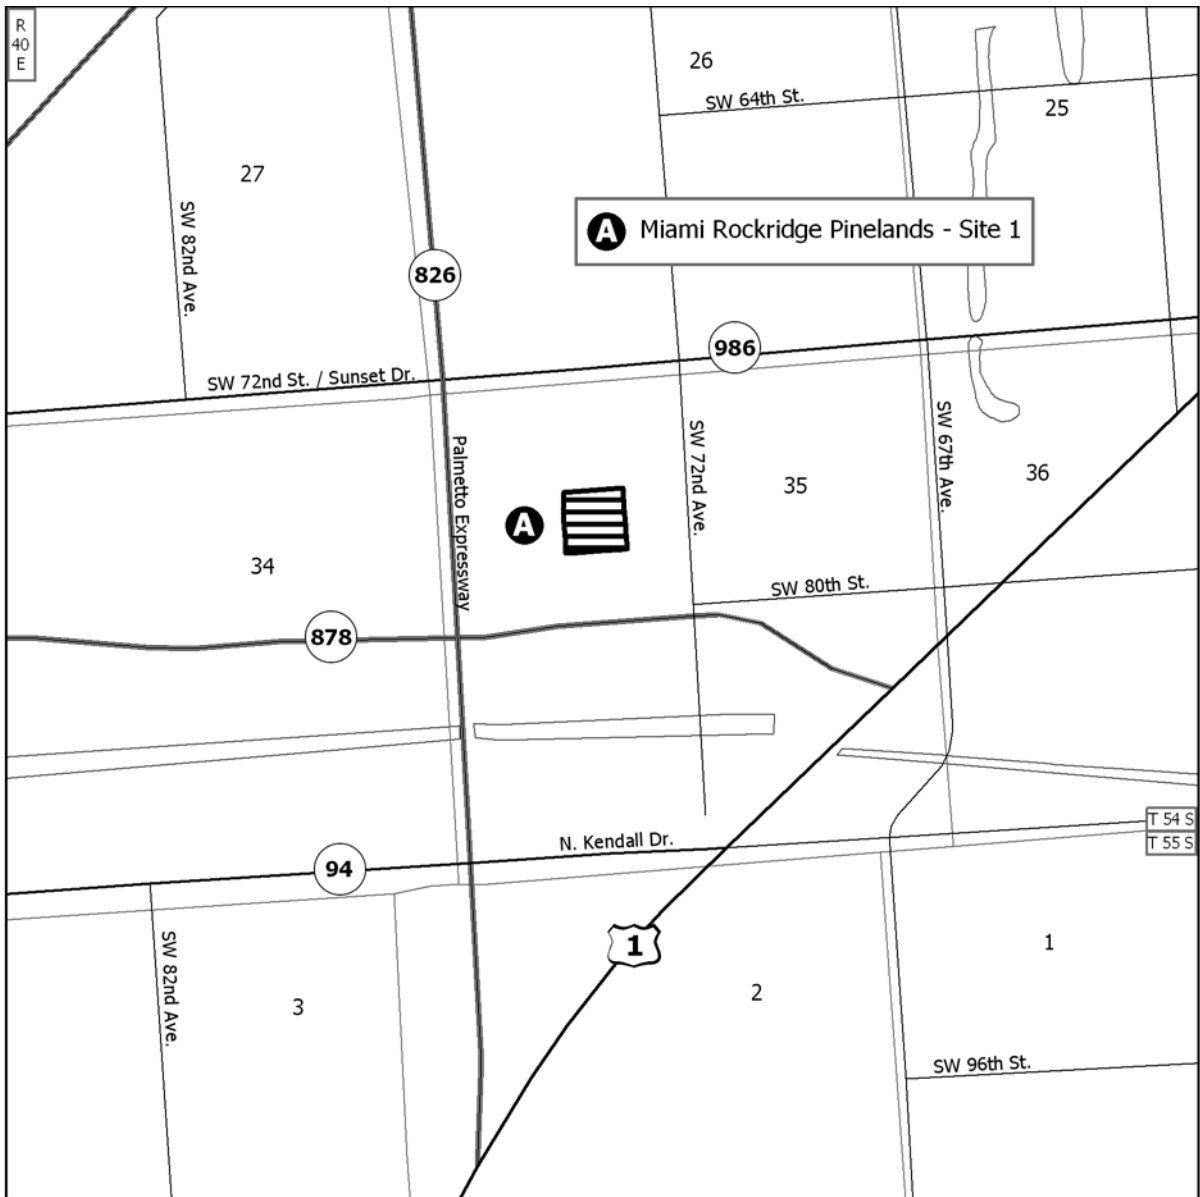 R
40
E
26
SW 64th St.
25
27
SW 82nd Ave.
A Miami Rockridge Pinelands - Site 1
826
986
SW 72nd St. / Sunset Dr.
SW 72nd Ave.
SW 67th Ave.
Palmetto Expressway
35
36
A
34
SW 80th St.
878
T 54 S
T 55 S
N. Kendall Dr.
94
SW 82nd Ave.
1
1
2
3
SW 96th St.